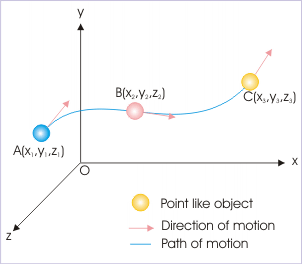 y
B(x₂,y₂,z₂)
C(x₃,y₃,z₃)
A(x₁,y₁,z₁)
x
O
z
Point like object
Direction of motion
Path of motion